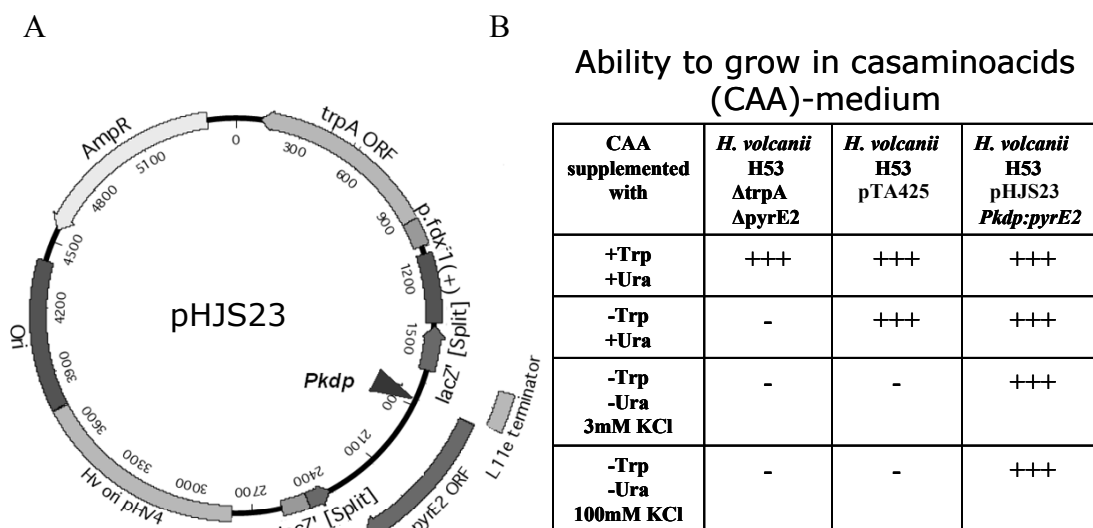 A
B
Ability to grow in casaminoacids
(CAA)-medium
AmpR
trpA ORF
p.fdx-1(+)
lacZ' [Split]
Pkdp
L11e terminator
pyrE2 ORF
lacZ' [Split]
Hv ori pHV4
Ori
pHJS23
0
300
600
900
1200
1500
2100
2400
2700
3000
3300
3600
3900
4200
4500
4800
5100
CAA
supplemented
with
H. volcanii
H53
ΔtrpA
ΔpyrE2
H. volcanii
H53
pTA425
H. volcanii
H53
pHJS23
Pkdp:pyrE2
+Trp
+Ura
+++
+++
+++
-Trp
+Ura
-
+++
+++
-Trp
-Ura
3mM KCl
-
-
+++
-Trp
-Ura
100mM KCl
-
-
+++